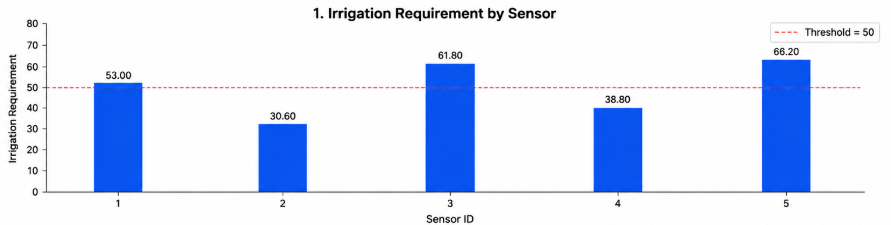 1. Irrigation Requirement by Sensor
Threshold = 50
Irrigation Requirement
80
70
60
50
40
30
20
10
0
53.00
30.60
61.80
38.80
66.20
1 2 3 4 5
Sensor ID